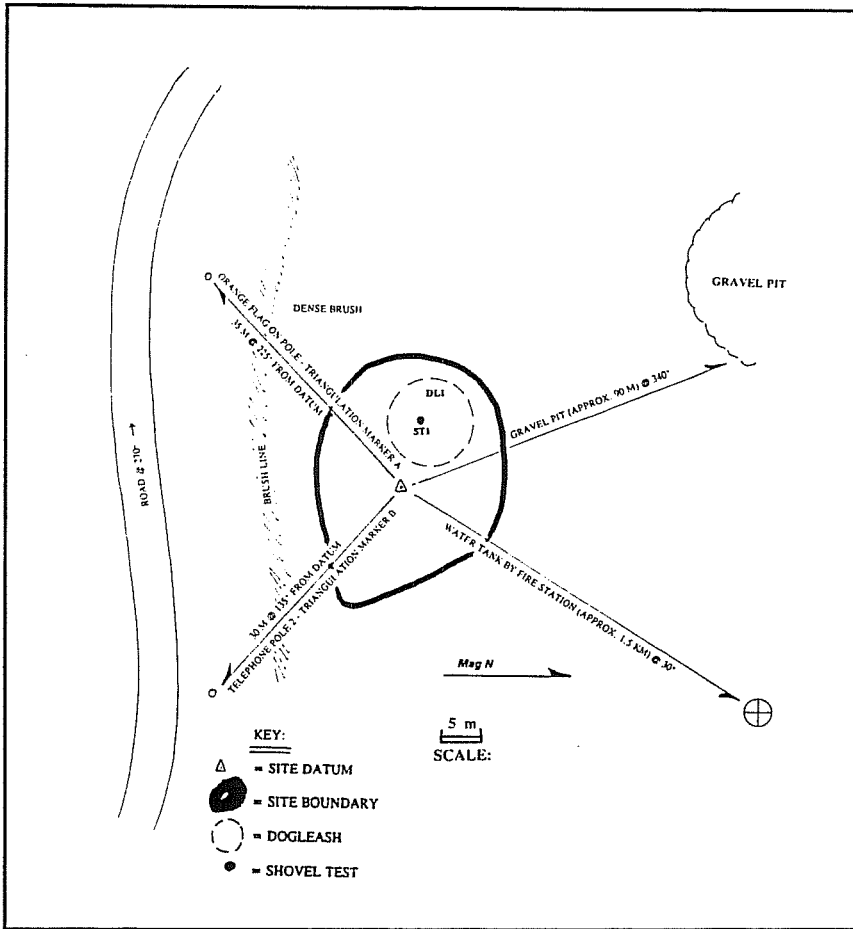 GRAVEL PIT
ORANGE FLAG ON POLE - TRIANGULATION MARKER A
35 M @ 225° FROM DATUM
DENSE BRUSH
DL1
ST1
GRAVEL PIT (APPROX. 90 M) @ 340°
ROAD @ 270° →
BRUSH LINE
30 M @ 135° FROM DATUM
TELEPHONE POLE 2 - TRIANGULATION MARKER B
WATER TANK BY FIRE STATION (APPROX. 1.5 KM) @ 30°
Mag N
5 m
SCALE:
KEY:
= SITE DATUM
= SITE BOUNDARY
= DOGLEASH
= SHOVEL TEST